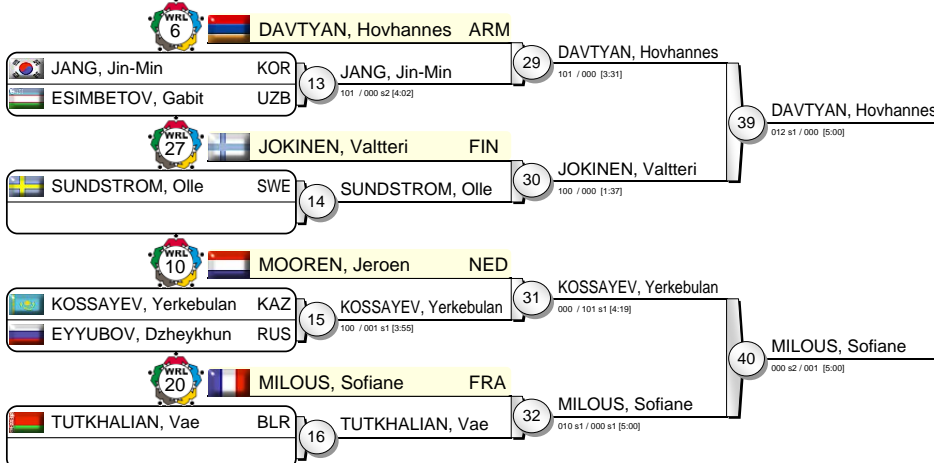 WRL
6
DAVTYAN, Hovhannes ARM
JANG, Jin-Min KOR
ESIMBETOV, Gabit UZB
13
JANG, Jin-Min
101 / 000 s2 [4:02]
29
DAVTYAN, Hovhannes
101 / 000 [3:31]
WRL
27
JOKINEN, Valtteri FIN
SUNDSTROM, Olle SWE
14
SUNDSTROM, Olle
30
JOKINEN, Valtteri
100 / 000 [1:37]
39
DAVTYAN, Hovhannes
012 s1 / 000 [5:00]
WRL
10
MOOREN, Jeroen NED
KOSSAYEV, Yerkebulan KAZ
EYYUBOV, Dzheykhun RUS
15
KOSSAYEV, Yerkebulan
100 / 001 s1 [3:55]
31
KOSSAYEV, Yerkebulan
000 / 101 s1 [4:19]
WRL
20
MILOUS, Sofiane FRA
TUTKHALIAN, Vae BLR
16
TUTKHALIAN, Vae
32
MILOUS, Sofiane
010 s1 / 000 s1 [5:00]
40
MILOUS, Sofiane
000 s2 / 001 [5:00]